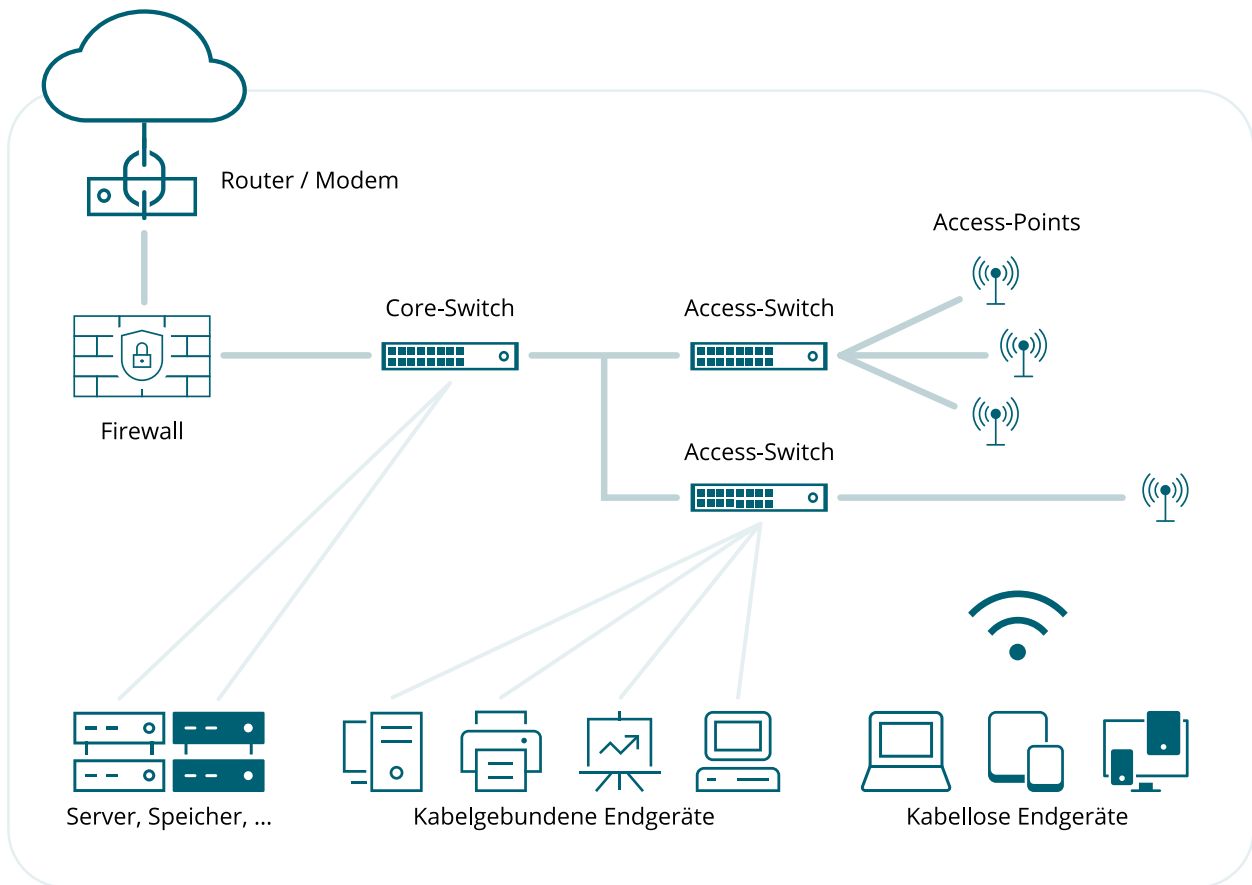 Router / Modem
Access-Points
Core-Switch
Access-Switch
Firewall
Access-Switch
Server, Speicher, ...
Kabelgebundene Endgeräte
Kabellose Endgeräte